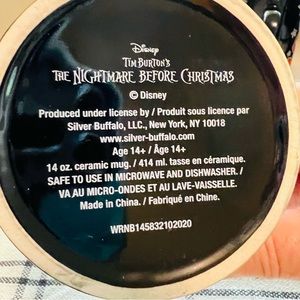 Disney
TIM BURTON'S
THE NIGHTMARE BEFORE CHRISTMAS
© Disney
Produced under license by / Produit sous licence par
Silver Buffalo, LLC., New York, NY 10018
www.silver-buffalo.com
Age 14+ / Âge 14+
14 oz. ceramic mug. / 414 ml. tasse en céramique.
SAFE TO USE IN MICROWAVE AND DISHWASHER. /
VA AU MICRO-ONDES ET AU LAVE-VAISSELLE.
Made in China. / Fabriqué en Chine.
WRNB145832102020